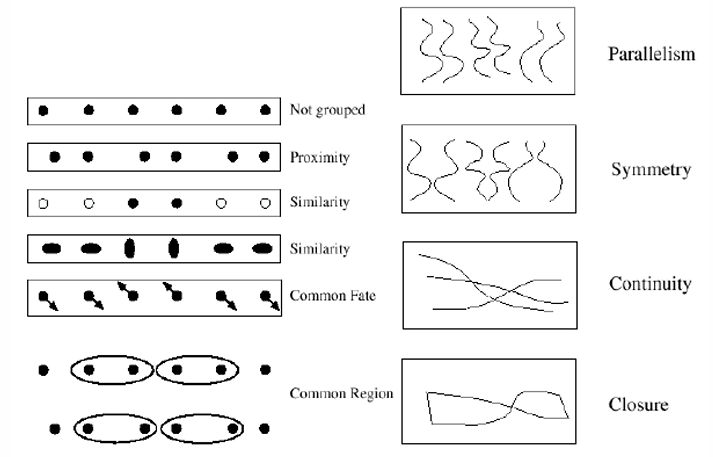 Not grouped
Proximity
Similarity
Similarity
Common Fate
Common Region
Parallelism
Symmetry
Continuity
Closure